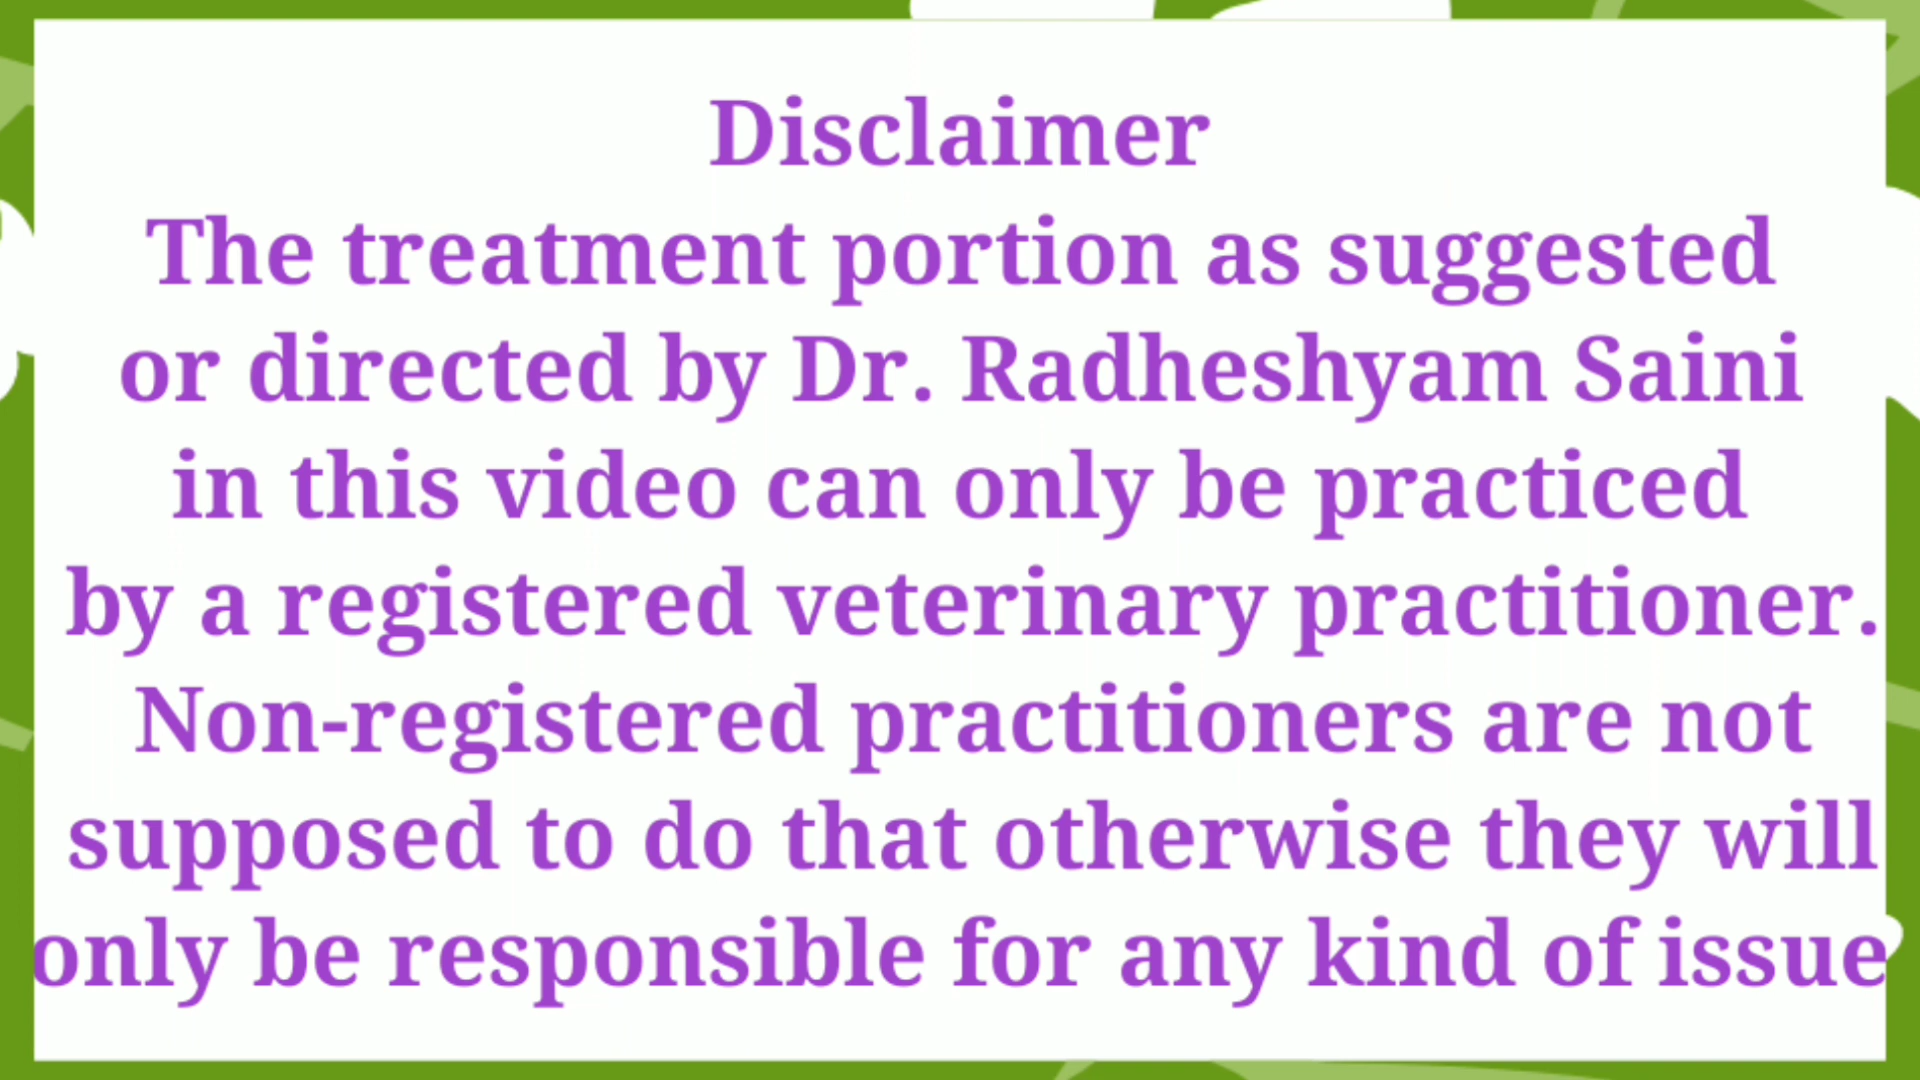 Disclaimer
The treatment portion as suggested
or directed by Dr. Radheshyam Saini
in this video can only be practiced
by a registered veterinary practitioner.
Non-registered practitioners are not
supposed to do that otherwise they will
only be responsible for any kind of issue